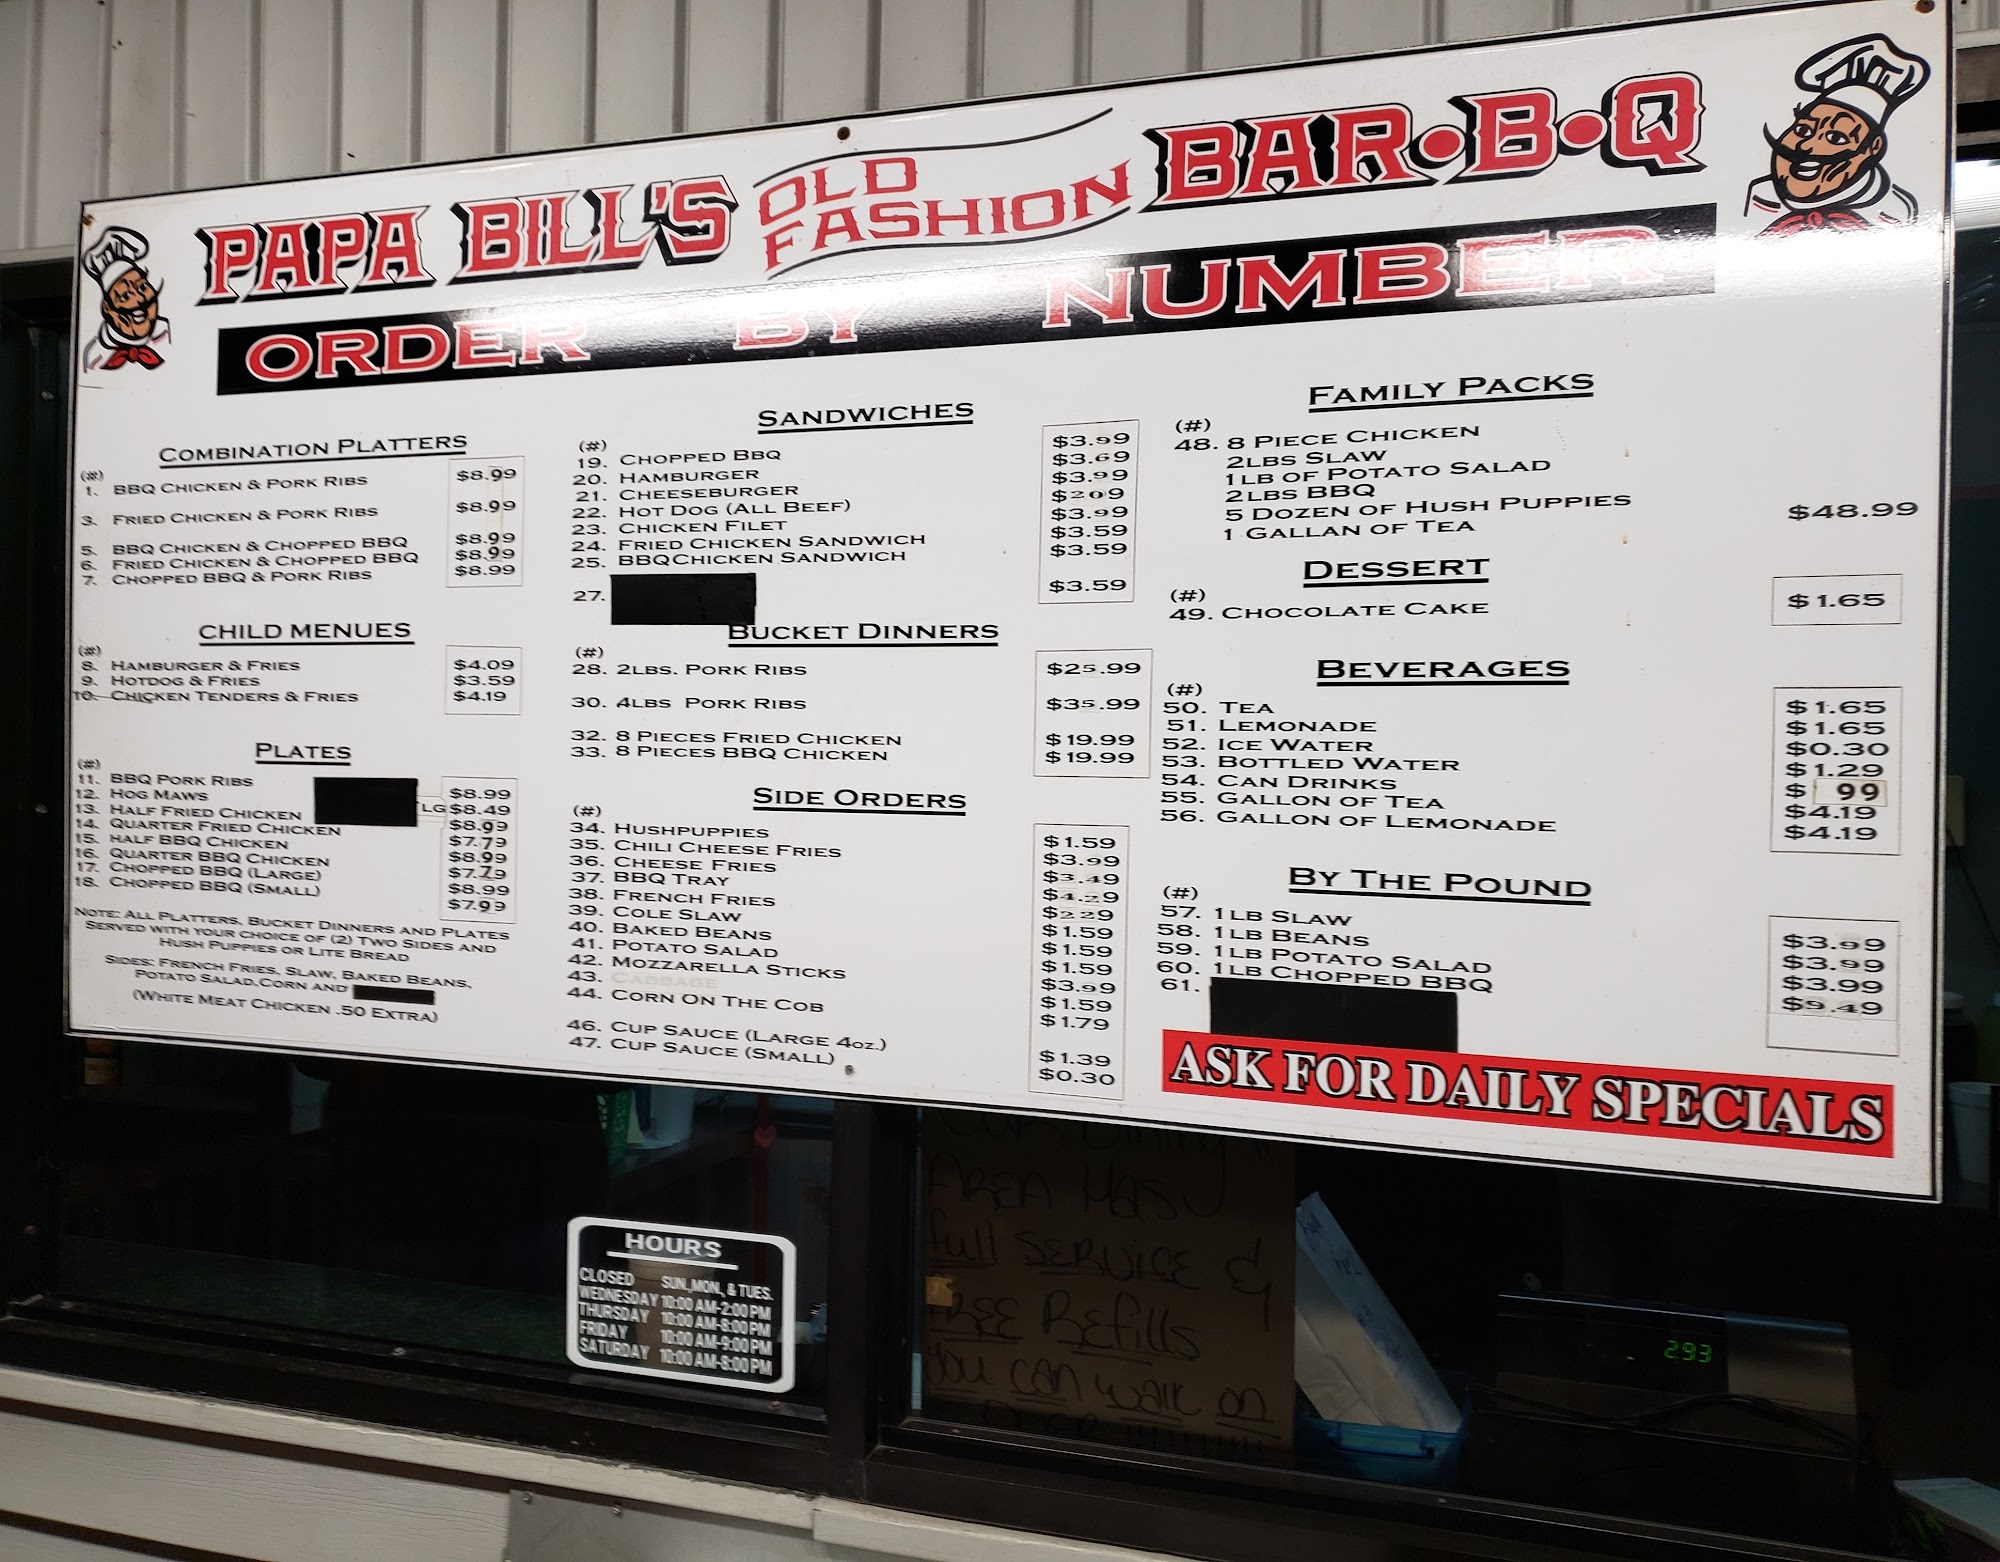 PAPA BILL'S OLD FASHION BAR•B•Q
ORDER BY NUMBER
COMBINATION PLATTERS
(#)
1. BBQ CHICKEN & PORK RIBS $8.99
3. FRIED CHICKEN & PORK RIBS $8.99
5. BBQ CHICKEN & CHOPPED BBQ $8.99
6. FRIED CHICKEN & CHOPPED BBQ $8.99
7. CHOPPED BBQ & PORK RIBS $8.99
CHILD MENUES
(#)
8. HAMBURGER & FRIES $4.09
9. HOTDOG & FRIES $3.59
10. CHICKEN TENDERS & FRIES $4.19
PLATES
(#)
11. BBQ PORK RIBS $8.99
12. HOG MAWS LG $8.49
13. HALF FRIED CHICKEN $8.99
14. QUARTER FRIED CHICKEN $7.79
15. HALF BBQ CHICKEN $8.99
16. QUARTER BBQ CHICKEN $7.79
17. CHOPPED BBQ (LARGE) $8.99
18. CHOPPED BBQ (SMALL) $7.99
NOTE: ALL PLATTERS, BUCKET DINNERS AND PLATES
SERVED WITH YOUR CHOICE OF (2) TWO SIDES AND
HUSH PUPPIES OR LITE BREAD
SIDES: FRENCH FRIES, SLAW, BAKED BEANS,
POTATO SALAD, CORN AND
(WHITE MEAT CHICKEN .50 EXTRA)
SANDWICHES
(#)
19. CHOPPED BBQ $3.99
20. HAMBURGER $3.69
21. CHEESEBURGER $3.99
22. HOT DOG (ALL BEEF) $209
23. CHICKEN FILET $3.99
24. FRIED CHICKEN SANDWICH $3.59
25. BBQCHICKEN SANDWICH $3.59
27. $3.59
BUCKET DINNERS
(#)
28. 2LBS. PORK RIBS $25.99
30. 4LBS PORK RIBS $35.99
32. 8 PIECES FRIED CHICKEN $19.99
33. 8 PIECES BBQ CHICKEN $19.99
SIDE ORDERS
(#)
34. HUSHPUPPIES $1.59
35. CHILI CHEESE FRIES $3.99
36. CHEESE FRIES $3.49
37. BBQ TRAY $4.29
38. FRENCH FRIES $229
39. COLE SLAW $1.59
40. BAKED BEANS $1.59
41. POTATO SALAD $1.59
42. MOZZARELLA STICKS $3.99
43. CABBAGE $1.59
44. CORN ON THE COB $1.79
46. CUP SAUCE (LARGE 4OZ.) $1.39
47. CUP SAUCE (SMALL) $0.30
FAMILY PACKS
(#)
48. 8 PIECE CHICKEN
2LBS SLAW
1LB OF POTATO SALAD
2LBS BBQ
5 DOZEN OF HUSH PUPPIES $48.99
1 GALLAN OF TEA
DESSERT
(#)
49. CHOCOLATE CAKE $1.65
BEVERAGES
(#)
50. TEA $1.65
51. LEMONADE $1.65
52. ICE WATER $0.30
53. BOTTLED WATER $1.29
54. CAN DRINKS $ 99
55. GALLON OF TEA $4.19
56. GALLON OF LEMONADE $4.19
BY THE POUND
(#)
57. 1LB SLAW $3.99
58. 1LB BEANS $3.99
59. 1LB POTATO SALAD $3.99
60. 1LB CHOPPED BBQ $9.49
61.
ASK FOR DAILY SPECIALS
HOURS
CLOSED SUN.,MON., & TUES.
WEDNESDAY 10:00 AM-2:00 PM
THURSDAY 10:00 AM-8:00 PM
FRIDAY 10:00 AM-9:00 PM
SATURDAY 10:00 AM-8:00 PM
Our Dining
AREA HAS
full SERVICE &
FREE Refills
You can walk on
293